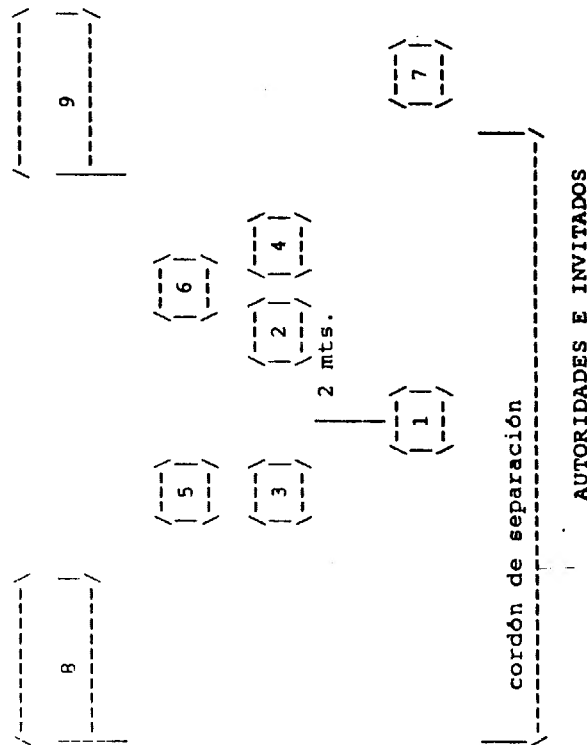 8 9
5 6
3 2 4
2 mts.
1 7
cordón de separación
AUTORIDADES E INVITADOS